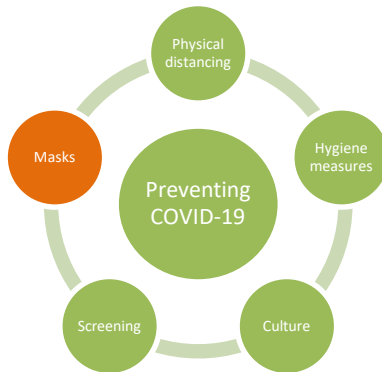 Physical
distancing
Masks
Hygiene
measures
Preventing
COVID-19
Screening
Culture